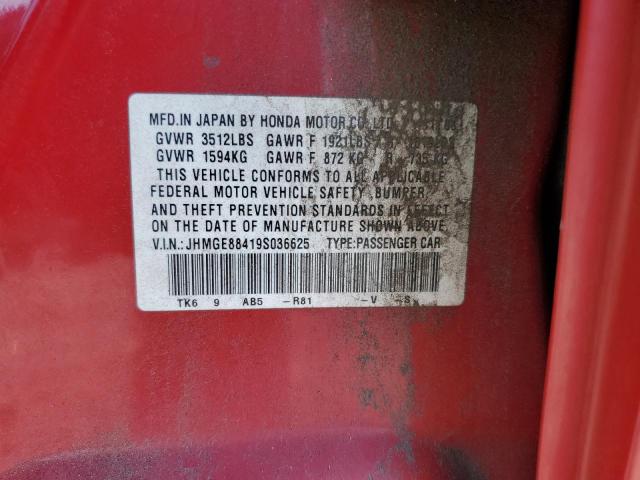 MFD.IN JAPAN BY HONDA MOTOR CO.,LTD.
GVWR 3512LBS GAWR F 1921LBS
GVWR 1594KG GAWR F 872 KG R 735 KG
THIS VEHICLE CONFORMS TO ALL APPLICABLE
FEDERAL MOTOR VEHICLE SAFETY ,BUMPER,
AND THEFT PREVENTION STANDARDS IN EFFECT
ON THE DATE OF MANUFACTURE SHOWN ABOVE.
V.I.N.:JHMGE88419S036625 TYPE:PASSENGER CAR
TK6 9 AB5 -R81 -V -S